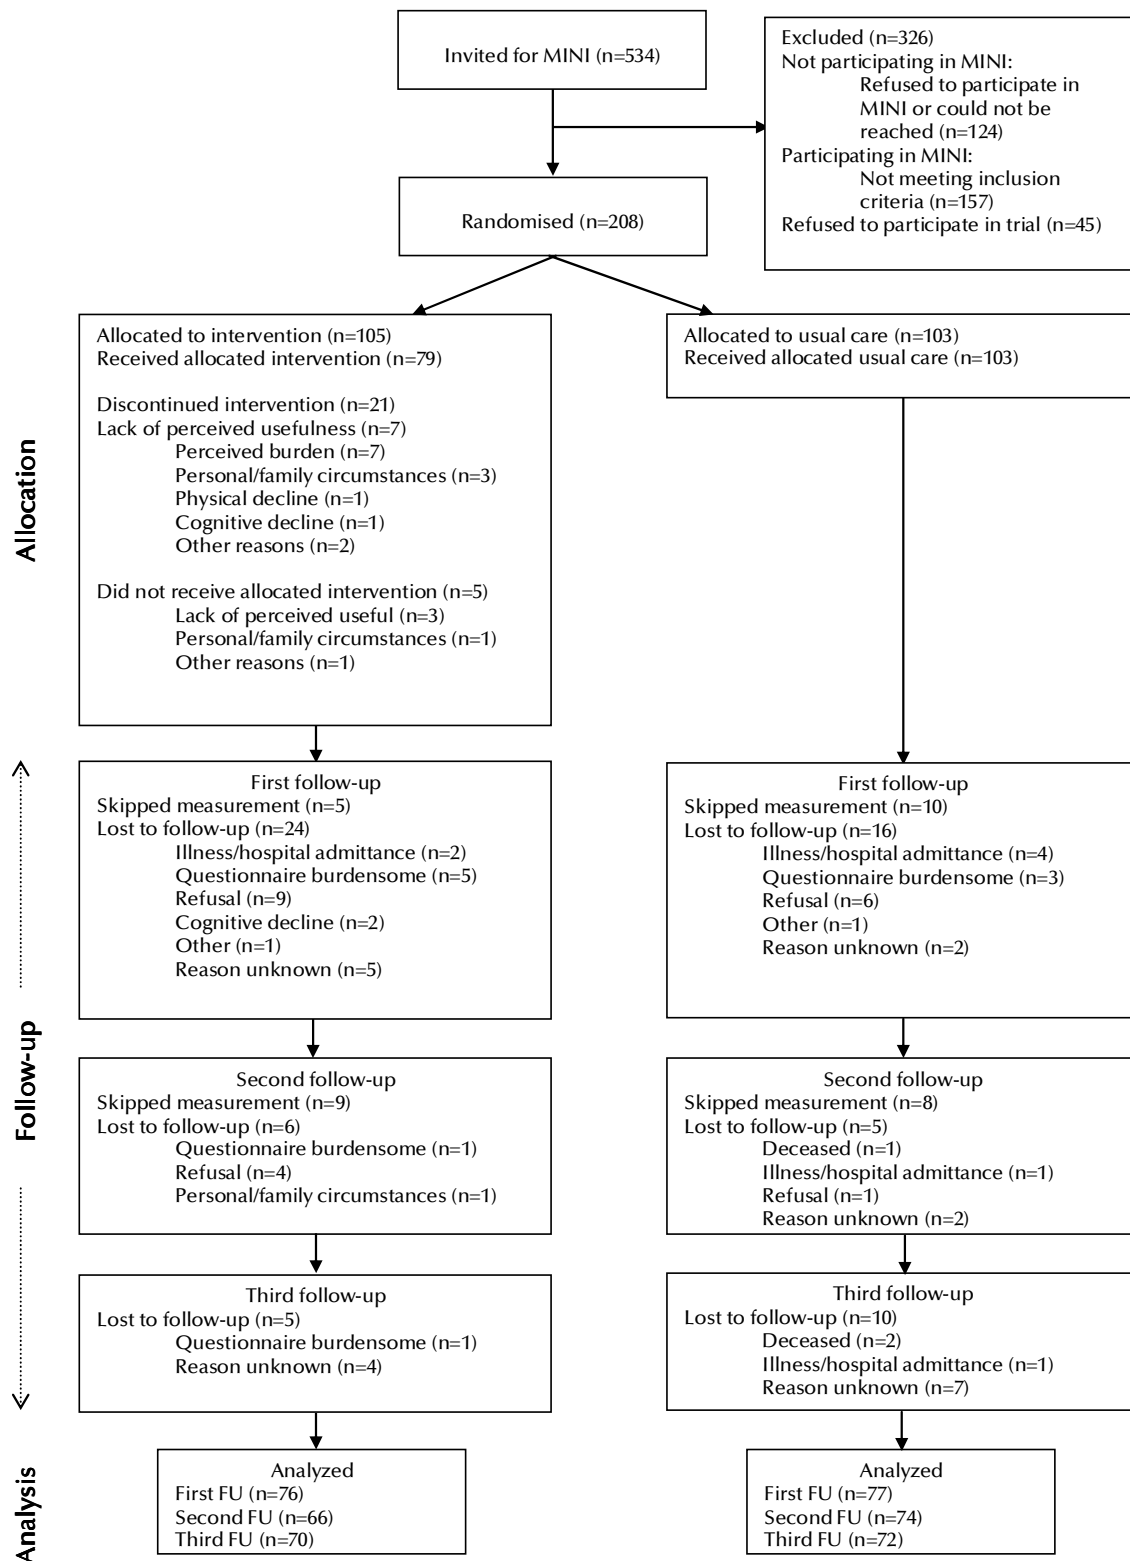 Invited for MINI (n=534)
Excluded (n=326)
Not participating in MINI:
Refused to participate in
MINI or could not be
reached (n=124)
Participating in MINI:
Not meeting inclusion
criteria (n=157)
Refused to participate in trial (n=45)
Randomised (n=208)
Allocation
Allocated to intervention (n=105)
Received allocated intervention (n=79)
Discontinued intervention (n=21)
Lack of perceived usefulness (n=7)
Perceived burden (n=7)
Personal/family circumstances (n=3)
Physical decline (n=1)
Cognitive decline (n=1)
Other reasons (n=2)
Did not receive allocated intervention (n=5)
Lack of perceived useful (n=3)
Personal/family circumstances (n=1)
Other reasons (n=1)
Allocated to usual care (n=103)
Received allocated usual care (n=103)
Follow-up
First follow-up
Skipped measurement (n=5)
Lost to follow-up (n=24)
Illness/hospital admittance (n=2)
Questionnaire burdensome (n=5)
Refusal (n=9)
Cognitive decline (n=2)
Other (n=1)
Reason unknown (n=5)
First follow-up
Skipped measurement (n=10)
Lost to follow-up (n=16)
Illness/hospital admittance (n=4)
Questionnaire burdensome (n=3)
Refusal (n=6)
Other (n=1)
Reason unknown (n=2)
Second follow-up
Skipped measurement (n=9)
Lost to follow-up (n=6)
Questionnaire burdensome (n=1)
Refusal (n=4)
Personal/family circumstances (n=1)
Second follow-up
Skipped measurement (n=8)
Lost to follow-up (n=5)
Deceased (n=1)
Illness/hospital admittance (n=1)
Refusal (n=1)
Reason unknown (n=2)
Third follow-up
Lost to follow-up (n=5)
Questionnaire burdensome (n=1)
Reason unknown (n=4)
Third follow-up
Lost to follow-up (n=10)
Deceased (n=2)
Illness/hospital admittance (n=1)
Reason unknown (n=7)
Analysis
Analyzed
First FU (n=76)
Second FU (n=66)
Third FU (n=70)
Analyzed
First FU (n=77)
Second FU (n=74)
Third FU (n=72)